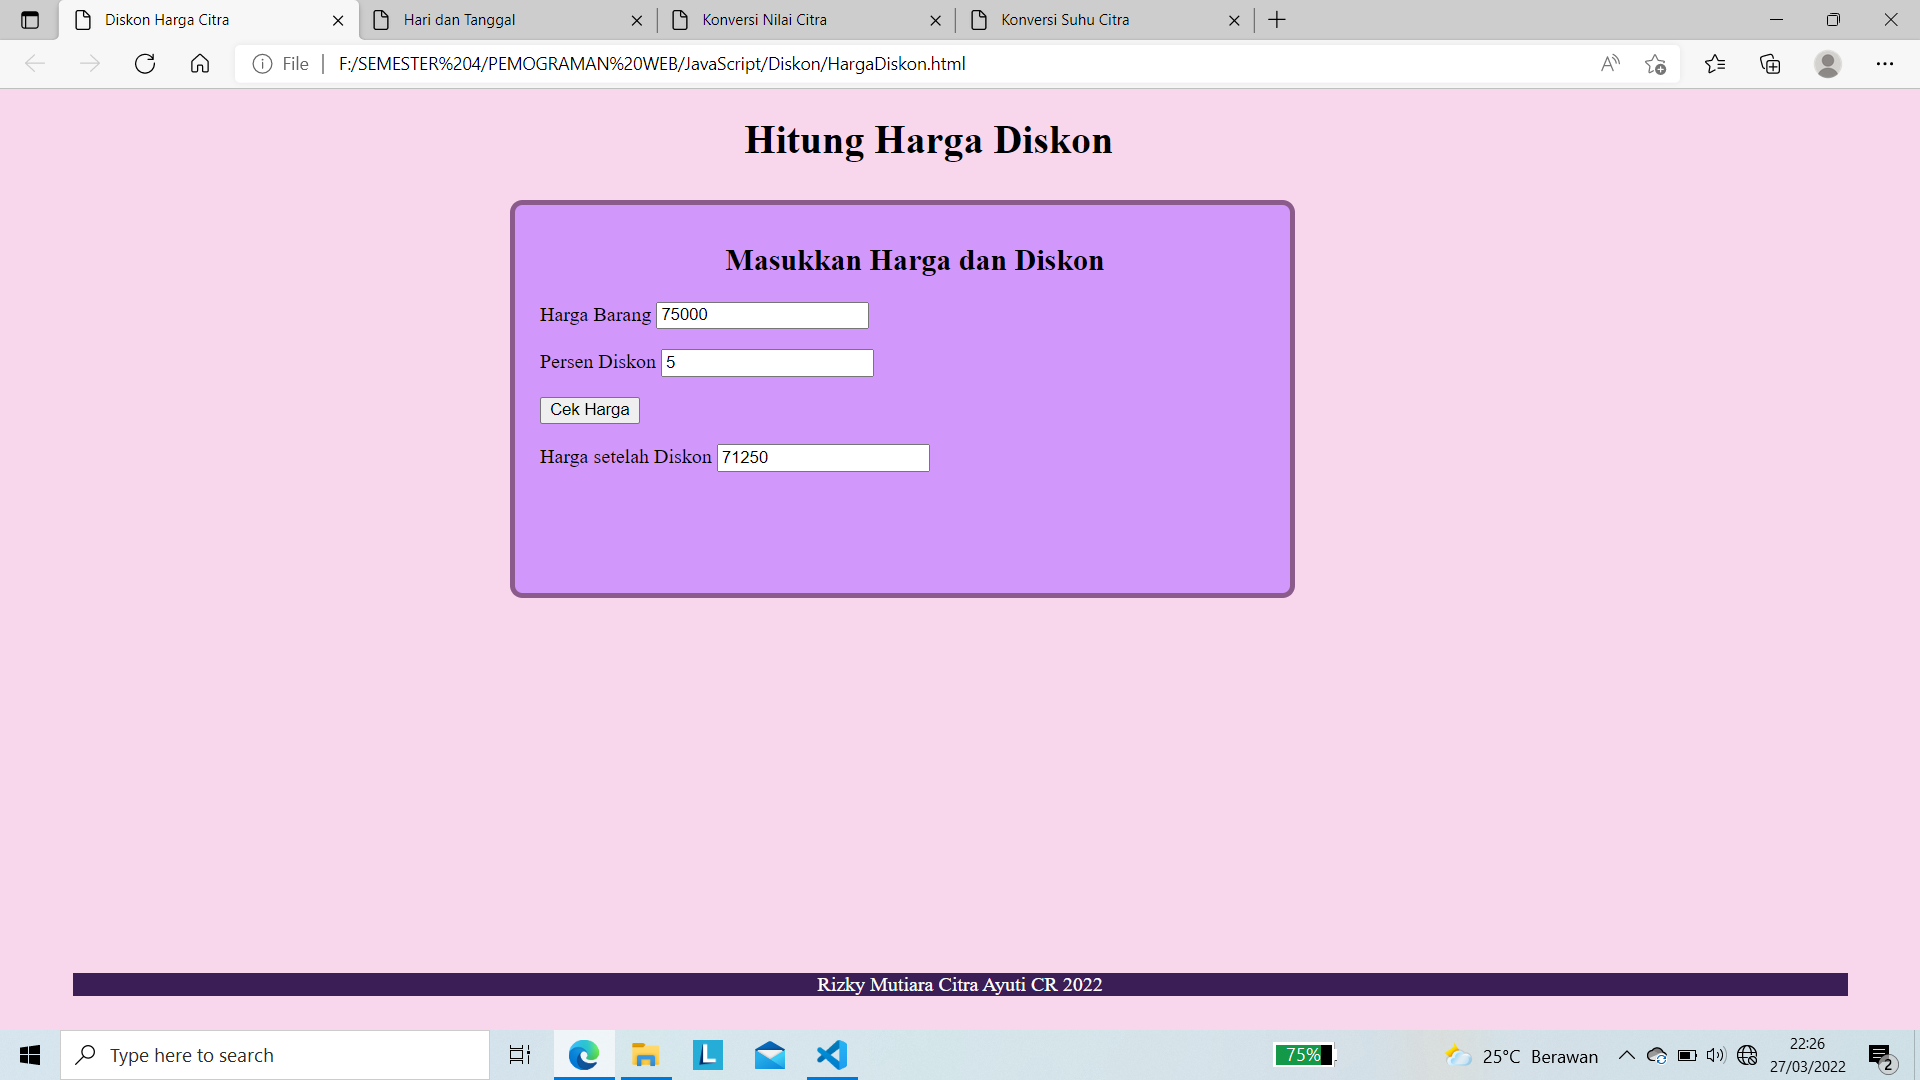 Diskon Harga Citra
Hari dan Tanggal
Konversi Nilai Citra
Konversi Suhu Citra
File
F:/SEMESTER%204/PEMOGRAMAN%20WEB/JavaScript/Diskon/HargaDiskon.html
Hitung Harga Diskon
Masukkan Harga dan Diskon
Harga Barang 75000
Persen Diskon 5
Cek Harga
Harga setelah Diskon 71250
Rizky Mutiara Citra Ayuti CR 2022
Type here to search
L
75%
25°C Berawan
22:26
27/03/2022
2